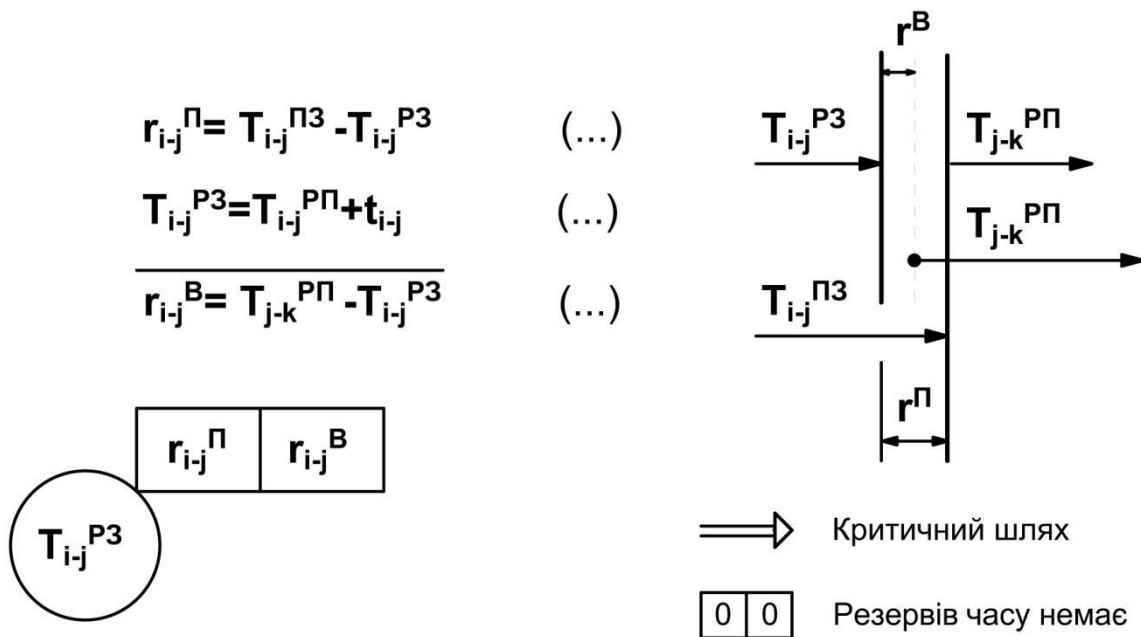 r^В
r_{i-j}^П= T_{i-j}^{ПЗ} -T_{i-j}^{РЗ} (...)
T_{i-j}^{РЗ}=T_{i-j}^{РП}+t_{i-j} (...)
r_{i-j}^В= T_{j-k}^{РП} -T_{i-j}^{РЗ} (...)
T_{i-j}^{РЗ} T_{j-k}^{РП}
T_{j-k}^{РП}
T_{i-j}^{ПЗ}
r^П
r_{i-j}^П r_{i-j}^В
T_{i-j}^{РЗ}
Критичний шлях
0 0 Резервів часу немає